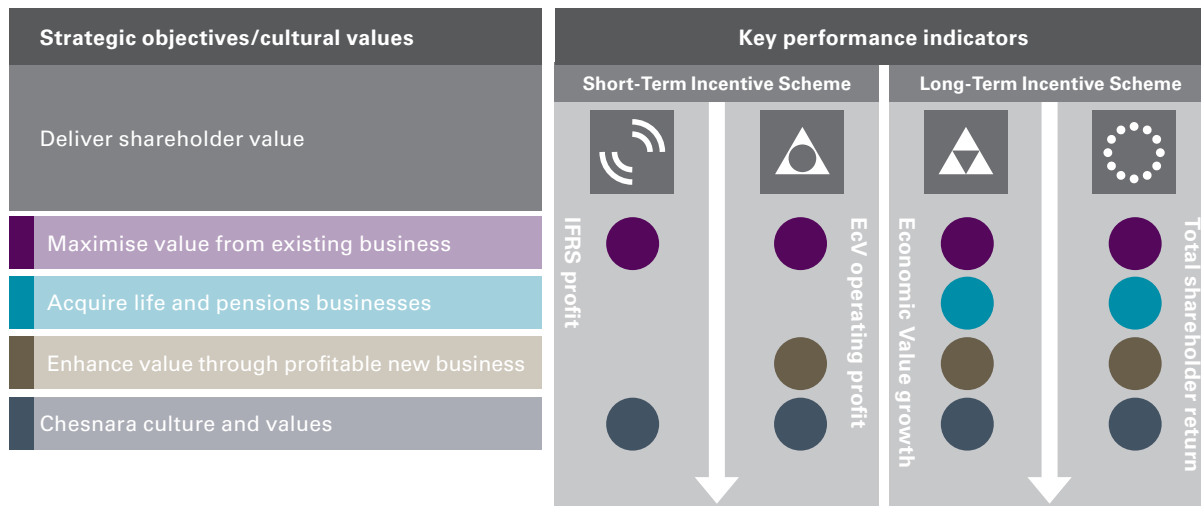 Strategic objectives/cultural values
Key performance indicators
Short-Term Incentive Scheme
Long-Term Incentive Scheme
Deliver shareholder value
Maximise value from existing business
Acquire life and pensions businesses
Enhance value through profitable new business
Chesnara culture and values
IFRS profit
EcV operating profit
Economic Value growth
Total shareholder return